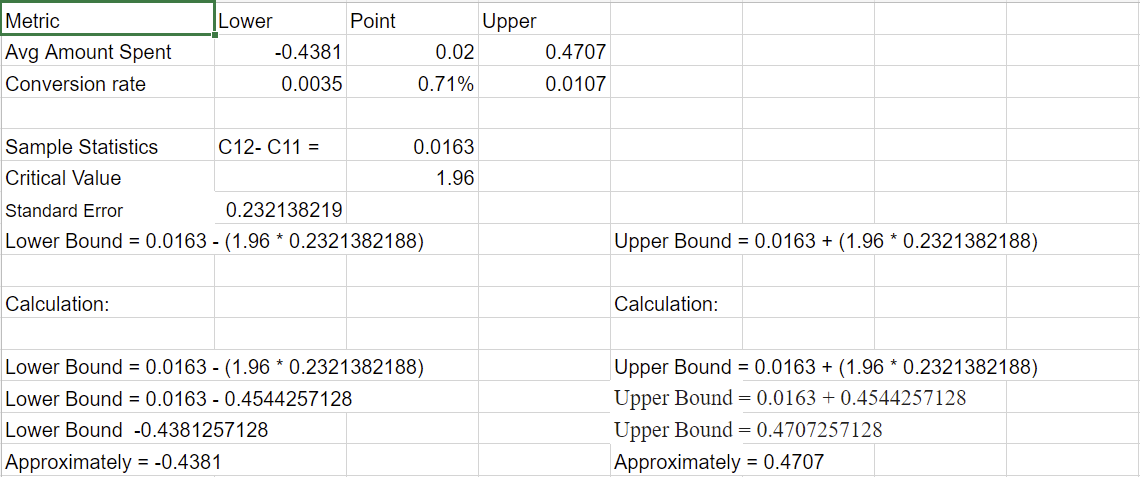 Metric Lower Point Upper
Avg Amount Spent -0.4381 0.02 0.4707
Conversion rate 0.0035 0.71% 0.0107
Sample Statistics C12- C11 = 0.0163
Critical Value 1.96
Standard Error 0.232138219
Lower Bound = 0.0163 - (1.96 * 0.2321382188) Upper Bound = 0.0163 + (1.96 * 0.2321382188)
Calculation: Calculation:
Lower Bound = 0.0163 - (1.96 * 0.2321382188) Upper Bound = 0.0163 + (1.96 * 0.2321382188)
Lower Bound = 0.0163 - 0.4544257128 Upper Bound = 0.0163 + 0.4544257128
Lower Bound -0.4381257128 Upper Bound = 0.4707257128
Approximately = -0.4381 Approximately = 0.4707